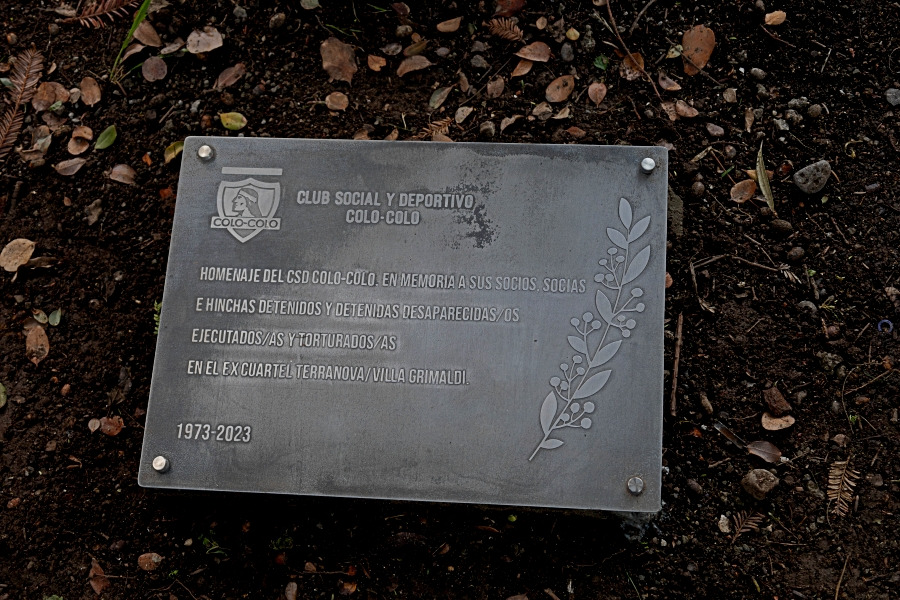 COLO-COLO
CLUB SOCIAL Y DEPORTIVO
COLO-COLO
HOMENAJE DEL CSD COLO-COLO, EN MEMORIA A SUS SOCIOS, SOCIAS
E HINCHAS DETENIDOS Y DETENIDAS DESAPARECIDAS/OS
EJECUTADOS/AS Y TORTURADOS/AS
EN EL EX CUARTEL TERRANOVA/VILLA GRIMALDI.
1973-2023